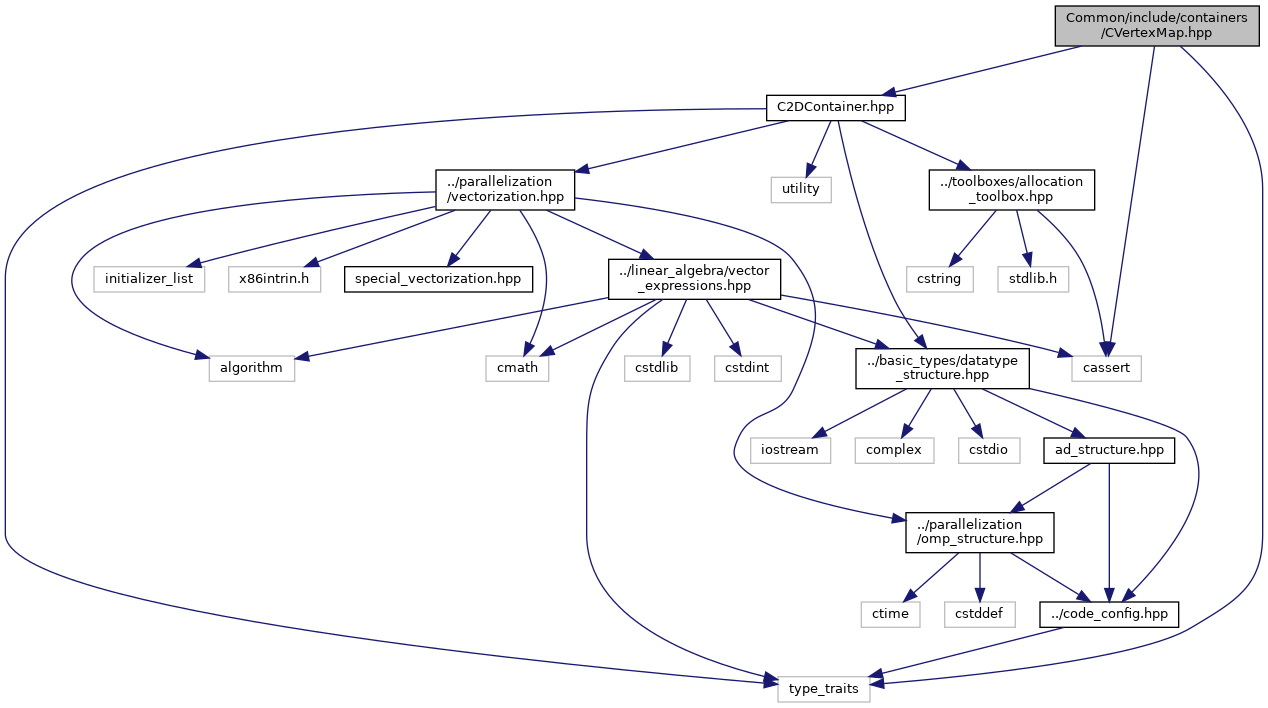 Common/include/containers
/CVertexMap.hpp
C2DContainer.hpp
../parallelization
/vectorization.hpp
utility
../toolboxes/allocation
_toolbox.hpp
initializer_list
x86intrin.h
special_vectorization.hpp
../linear_algebra/vector
_expressions.hpp
cstring
stdlib.h
algorithm
cmath
cstdlib
cstdint
../basic_types/datatype
_structure.hpp
cassert
iostream
complex
cstdio
ad_structure.hpp
../parallelization
/omp_structure.hpp
ctime
cstddef
../code_config.hpp
type_traits